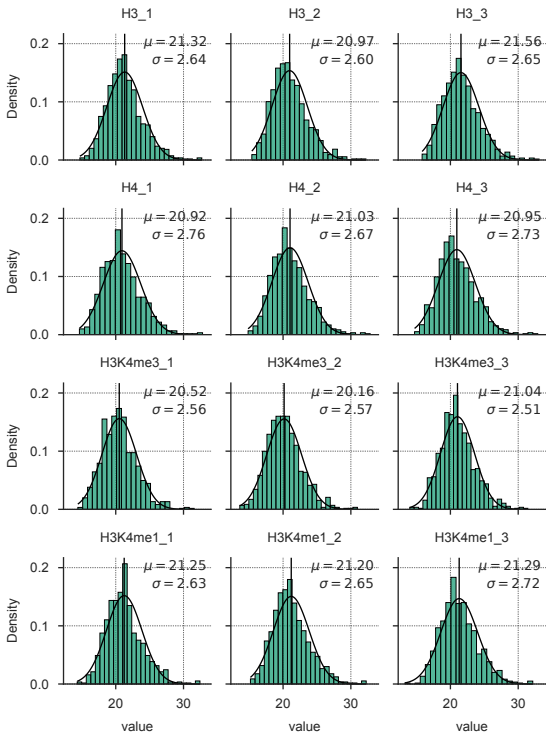 H3_1
H3_2
H3_3
0.2
μ = 21.32
σ = 2.64
μ = 20.97
σ = 2.60
μ = 21.56
σ = 2.65
Density
0.1
0.0
H4_1
H4_2
H4_3
0.2
μ = 20.92
σ = 2.76
μ = 21.03
σ = 2.67
μ = 20.95
σ = 2.73
Density
0.1
0.0
H3K4me3_1
H3K4me3_2
H3K4me3_3
0.2
μ = 20.52
σ = 2.56
μ = 20.16
σ = 2.57
μ = 21.04
σ = 2.51
Density
0.1
0.0
H3K4me1_1
H3K4me1_2
H3K4me1_3
0.2
μ = 21.25
σ = 2.63
μ = 21.20
σ = 2.65
μ = 21.29
σ = 2.72
Density
0.1
0.0
20 30
20 30
20 30
value
value
value